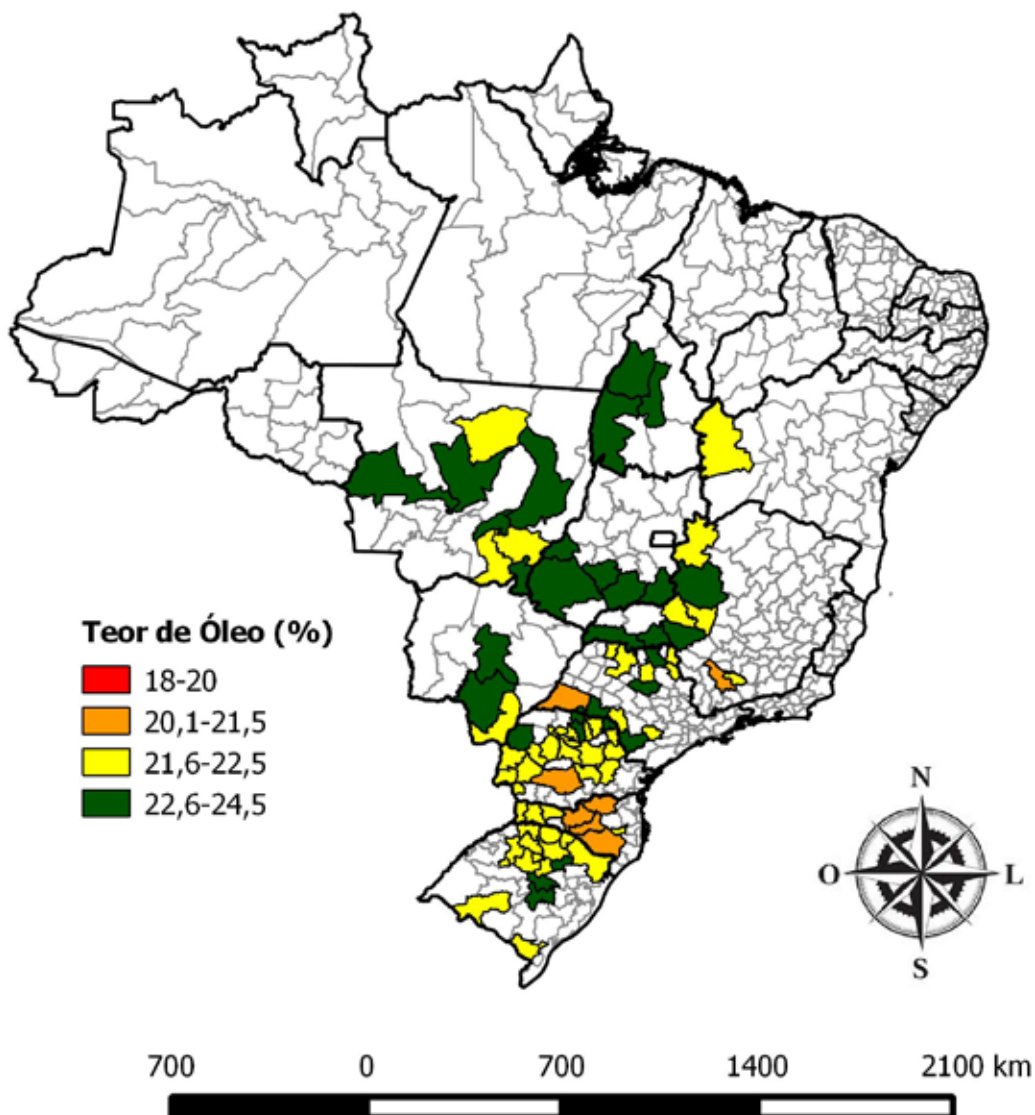 Teor de Óleo (%)
18-20
20,1-21,5
21,6-22,5
22,6-24,5
N
O
L
S
700 0 700 1400 2100 km